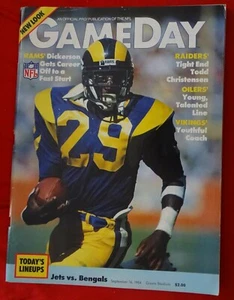 NEW LOOK
AN OFFICIAL PUBLICATION OF THE NFL
GAMEDAY
RAMS' Dickerson
Gets Career
Off to a
Fast Start
NFL
RAIDERS'
Tight End
Todd
Christensen
OILERS'
Young,
Talented
Line
VIKINGS'
Youthful
Coach
29
TODAY'S
LINEUPS
Jets vs. Bengals
September